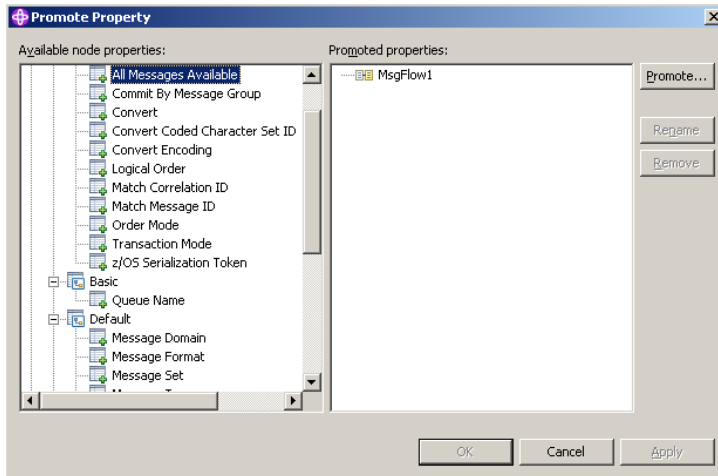 Promote Property
Available node properties:
Promoted properties:
All Messages Available
Commit By Message Group
Convert
Convert Coded Character Set ID
Convert Encoding
Logical Order
Match Correlation ID
Match Message ID
Order Mode
Transaction Mode
z/OS Serialization Token
Basic
Queue Name
Default
Message Domain
Message Format
Message Set
MsgFlow1
Promote...
Rename
Remove
OK
Cancel
Apply